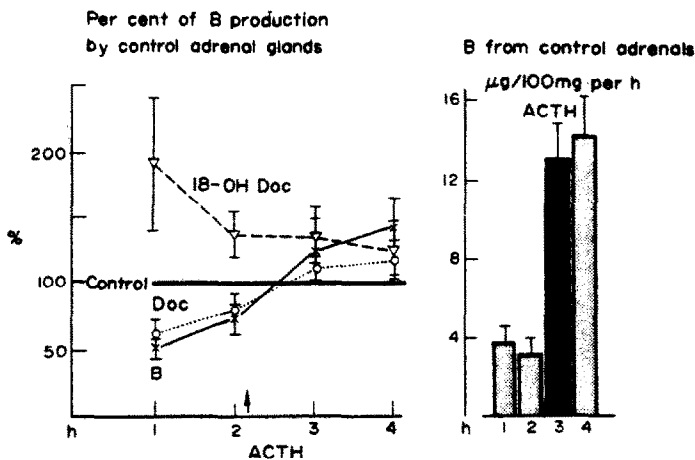 Per cent of B production
by control adrenal glands
200
100
50
%
18-OH Doc
Control
Doc
B
h 1 2 3 4
ACTH
B from control adrenals
μg/100mg per h
ACTH
16
12
8
4
h 1 2 3 4